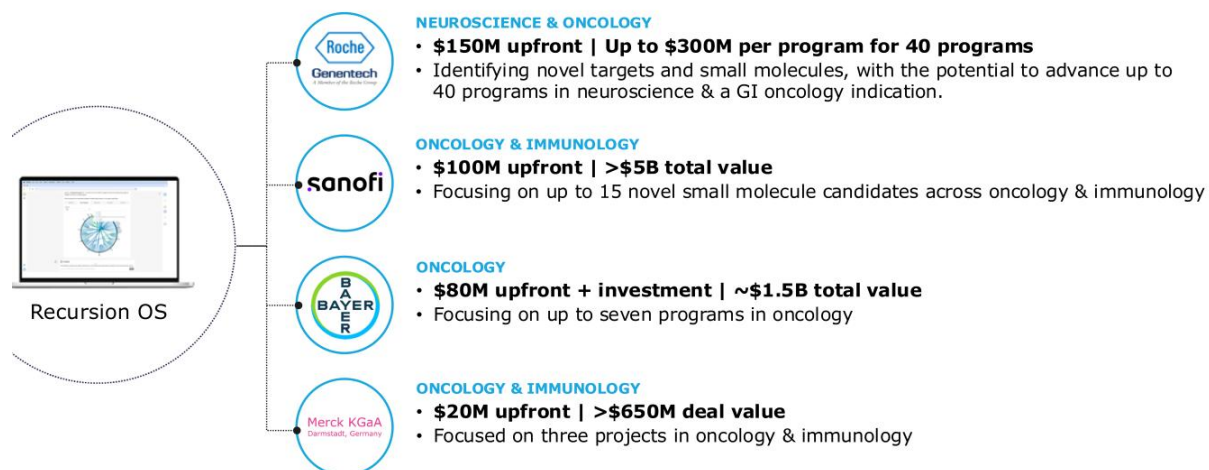 NEUROSCIENCE & ONCOLOGY
Roche
Genentech
A Member of the Roche Group
• $150M upfront | Up to $300M per program for 40 programs
• Identifying novel targets and small molecules, with the potential to advance up to
40 programs in neuroscience & a GI oncology indication.
ONCOLOGY & IMMUNOLOGY
sanofi
• $100M upfront | >$5B total value
• Focusing on up to 15 novel small molecule candidates across oncology & immunology
Recursion OS
ONCOLOGY
BAYER
BAYER
• $80M upfront + investment | ~$1.5B total value
• Focusing on up to seven programs in oncology
ONCOLOGY & IMMUNOLOGY
Merck KGaA
Darmstadt, Germany
• $20M upfront | >$650M deal value
• Focused on three projects in oncology & immunology